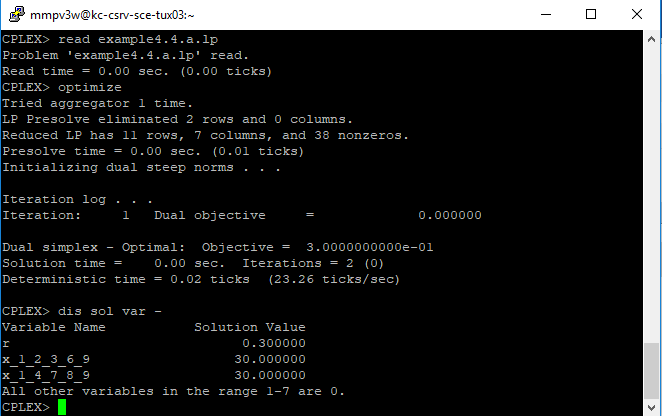 mmpv3w@kc-csrv-sce-tux03:~
CPLEX> read example4.4.a.lp
Problem 'example4.4.a.lp' read.
Read time = 0.00 sec. (0.00 ticks)
CPLEX> optimize
Tried aggregator 1 time.
LP Presolve eliminated 2 rows and 0 columns.
Reduced LP has 11 rows, 7 columns, and 38 nonzeros.
Presolve time = 0.00 sec. (0.01 ticks)
Initializing dual steep norms . . .
Iteration log . . .
Iteration:     1   Dual objective     =             0.000000
Dual simplex - Optimal:  Objective =  3.0000000000e-01
Solution time =    0.00 sec.  Iterations = 2 (0)
Deterministic time = 0.02 ticks  (23.26 ticks/sec)
CPLEX> dis sol var -
Variable Name           Solution Value
r                             0.300000
x_1_2_3_6_9                  30.000000
x_1_4_7_8_9                  30.000000
All other variables in the range 1-7 are 0.
CPLEX>